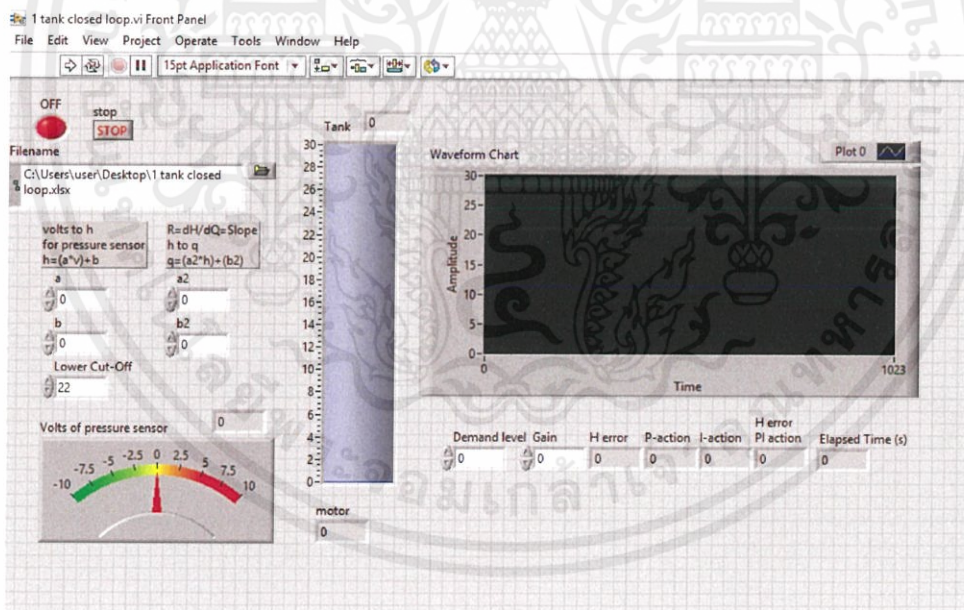 1 tank closed loop.vi Front Panel
File Edit View Project Operate Tools Window Help
15pt Application Font
OFF
stop
STOP
Filename
C:\Users\user\Desktop\1 tank closed
loop.xlsx
volts to h
for pressure sensor
h=(a*v)+b
R=dH/dQ=Slope
h to q
q=(a2*h)+(b2)
a
0
a2
0
b
0
b2
0
Lower Cut-Off
22
Volts of pressure sensor
0
-10 -7.5 -5 -2.5 0 2.5 5 7.5 10
Tank 0
30
28
26
24
22
20
18
16
14
12
10
8
6
4
2
0
motor
0
Waveform Chart
Plot 0
Amplitude
30
25
20
15
10
5
0
0 1023
Time
Demand level Gain H error P-action I-action H error PI action Elapsed Time (s)
0 0 0 0 0 0 0